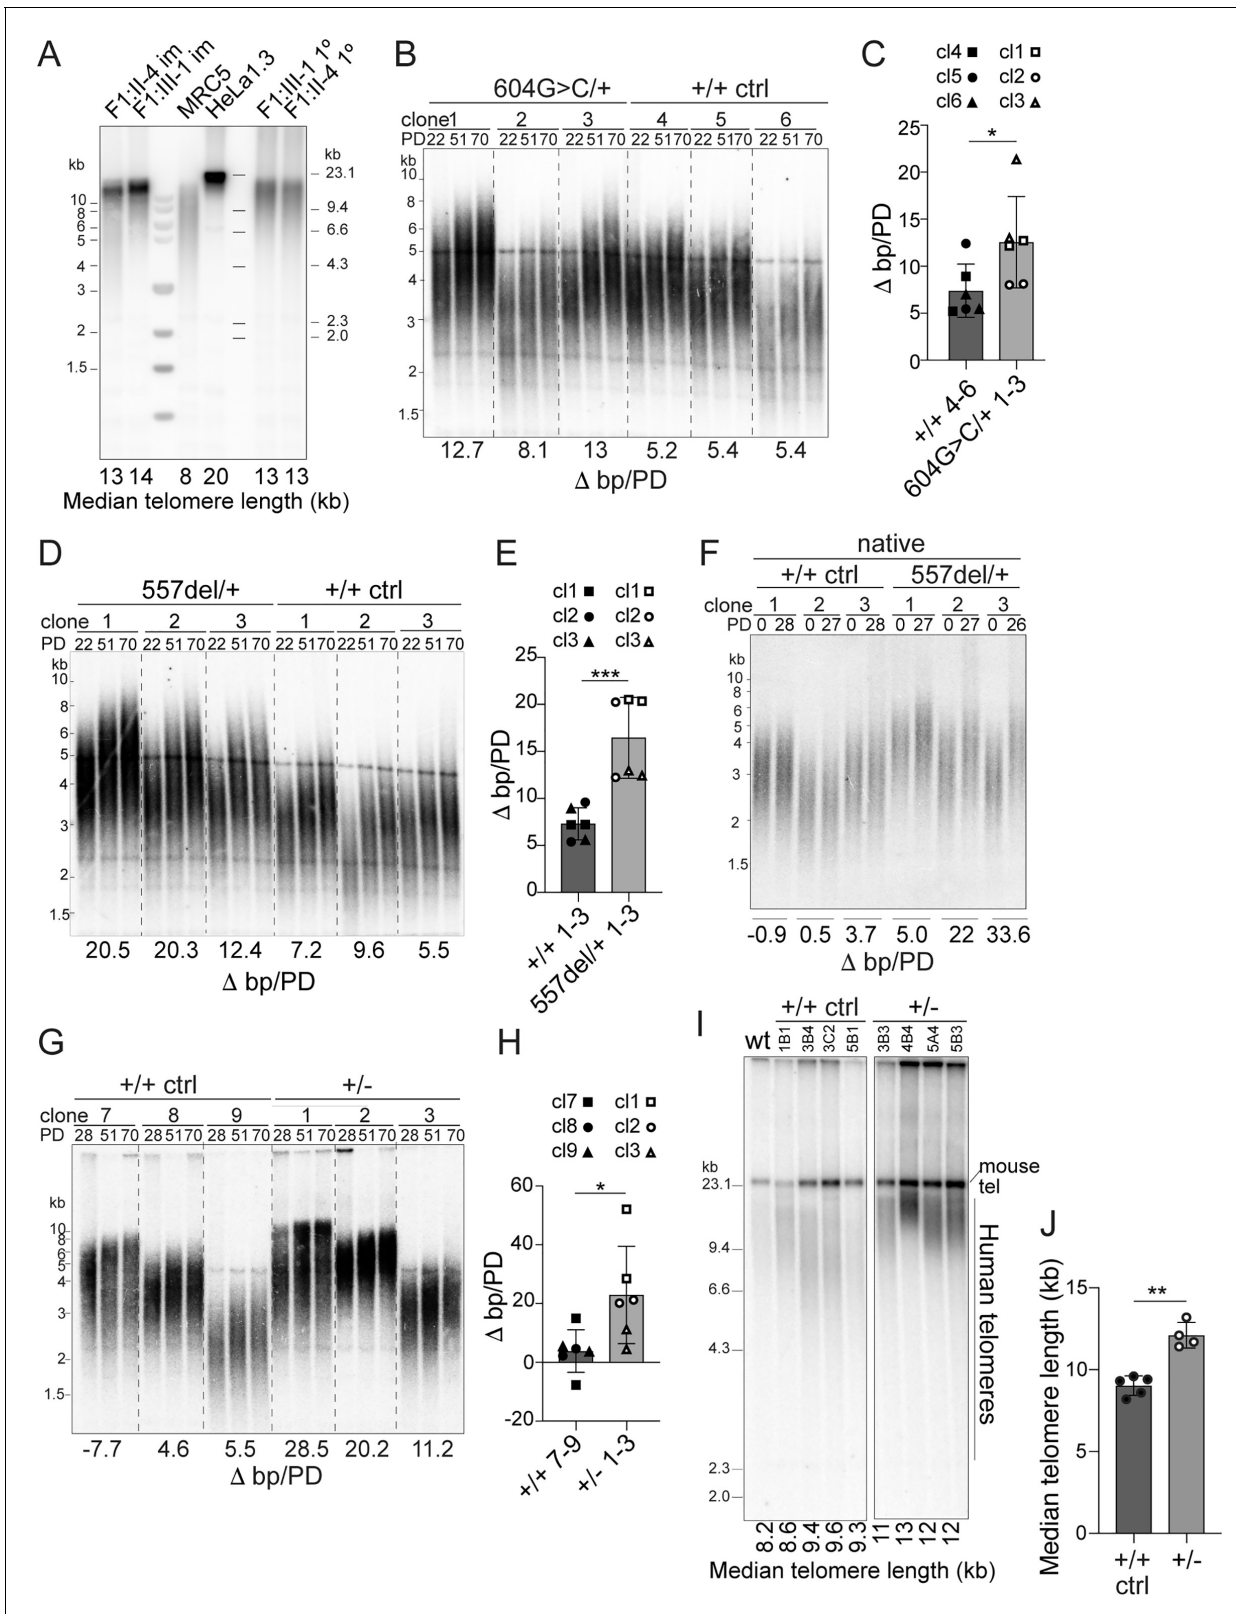 A
F1:II-4 im
F1:III-1 im
MRC5
HeLa1.3
F1:III-1 1º
F1:II-4 1º
kb
10
8
6
5
4
3
2
1.5
kb
23.1
9.4
6.6
4.3
2.3
2.0
13 14 8 20 13 13
Median telomere length (kb)
B
604G>C/+ +/+ ctrl
clone 1 2 3 4 5 6
PD 22 51 70 22 51 70 22 51 70 22 51 70 22 51 70 22 51 70
kb
10
8
6
5
4
3
2
1.5
12.7 8.1 13 5.2 5.4 5.4
Δ bp/PD
C
cl4 ■ cl1 □
cl5 ● cl2 ○
cl6 ▲ cl3 △
25
20
15
10
5
0
Δ bp/PD
*
+/+ 4-6
604G>C/+ 1-3
D
557del/+ +/+ ctrl
clone 1 2 3 1 2 3
PD 22 51 70 22 51 70 22 51 70 22 51 70 22 51 70 22 51 70
kb
10
8
6
5
4
3
2
1.5
20.5 20.3 12.4 7.2 9.6 5.5
Δ bp/PD
E
cl1 ■ cl1 □
cl2 ● cl2 ○
cl3 ▲ cl3 △
25
20
15
10
5
0
Δ bp/PD
***
+/+ 1-3
557del/+ 1-3
F
native
+/+ ctrl 557del/+
clone 1 2 3 1 2 3
PD 0 28 0 27 0 28 0 27 0 27 0 26
kb
10
8
6
5
4
3
2
1.5
-0.9 0.5 3.7 5.0 22 33.6
Δ bp/PD
G
+/+ ctrl +/-
clone 7 8 9 1 2 3
PD 28 51 70 28 51 70 28 51 70 28 51 70 28 51 70 28 51 70
kb
10
8
6
5
4
3
2
1.5
-7.7 4.6 5.5 28.5 20.2 11.2
Δ bp/PD
H
cl7 ■ cl1 □
cl8 ● cl2 ○
cl9 ▲ cl3 △
60
40
20
0
-20
Δ bp/PD
*
+/+ 7-9
+/- 1-3
I
+/+ ctrl +/-
wt 1B1 3B4 3C2 5B1 3B3 4B4 5A4 5B3
kb
23.1
9.4
6.6
4.3
2.3
2.0
mouse
tel
Human telomeres
8.2 8.6 9.4 9.6 9.3 11 13 12 12
Median telomere length (kb)
J
Median telomere length (kb)
15
10
5
0
**
+/+ +/-
ctrl